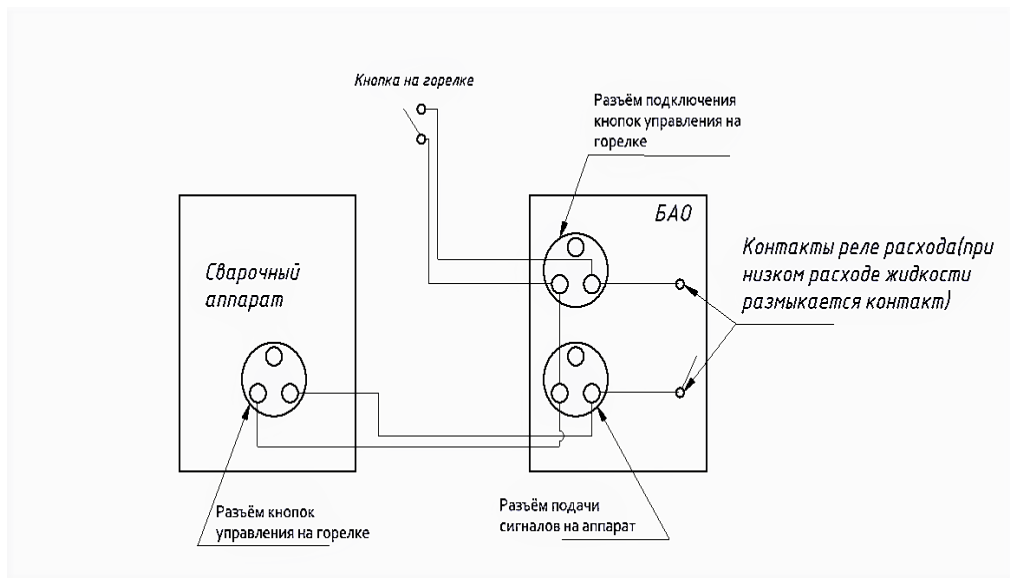 Кнопка на горелке
Разъём подключения
кнопок управления на
горелке
БАО
Контакты реле расхода(при
низком расходе жидкости
размыкается контакт)
Сварочный
аппарат
Разъём кнопок
управления на горелке
Разъём подачи
сигналов на аппарат